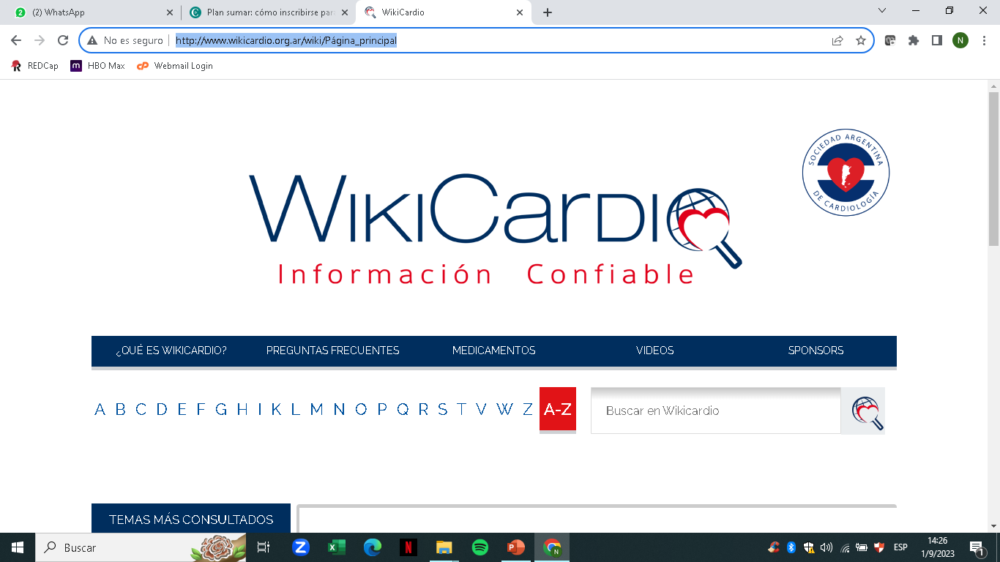 (2) WhatsApp
Plan sumar: cómo inscribirse par
WikiCardio
No es seguro
http://www.wikicardio.org.ar/wiki/Página_principal
N
REDCap
HBO Max
Webmail Login
SOCIEDAD ARGENTINA
DE CARDIOLOGÍA
WIKICARDIO
Información Confiable
¿QUÉ ES WIKICARDIO? PREGUNTAS FRECUENTES MEDICAMENTOS VIDEOS SPONSORS
A B C D E F G H I K L M N O P Q R S T V W Z A-Z
Buscar en Wikicardio
TEMAS MÁS CONSULTADOS
Buscar
ESP
14:26
1/9/2023
1